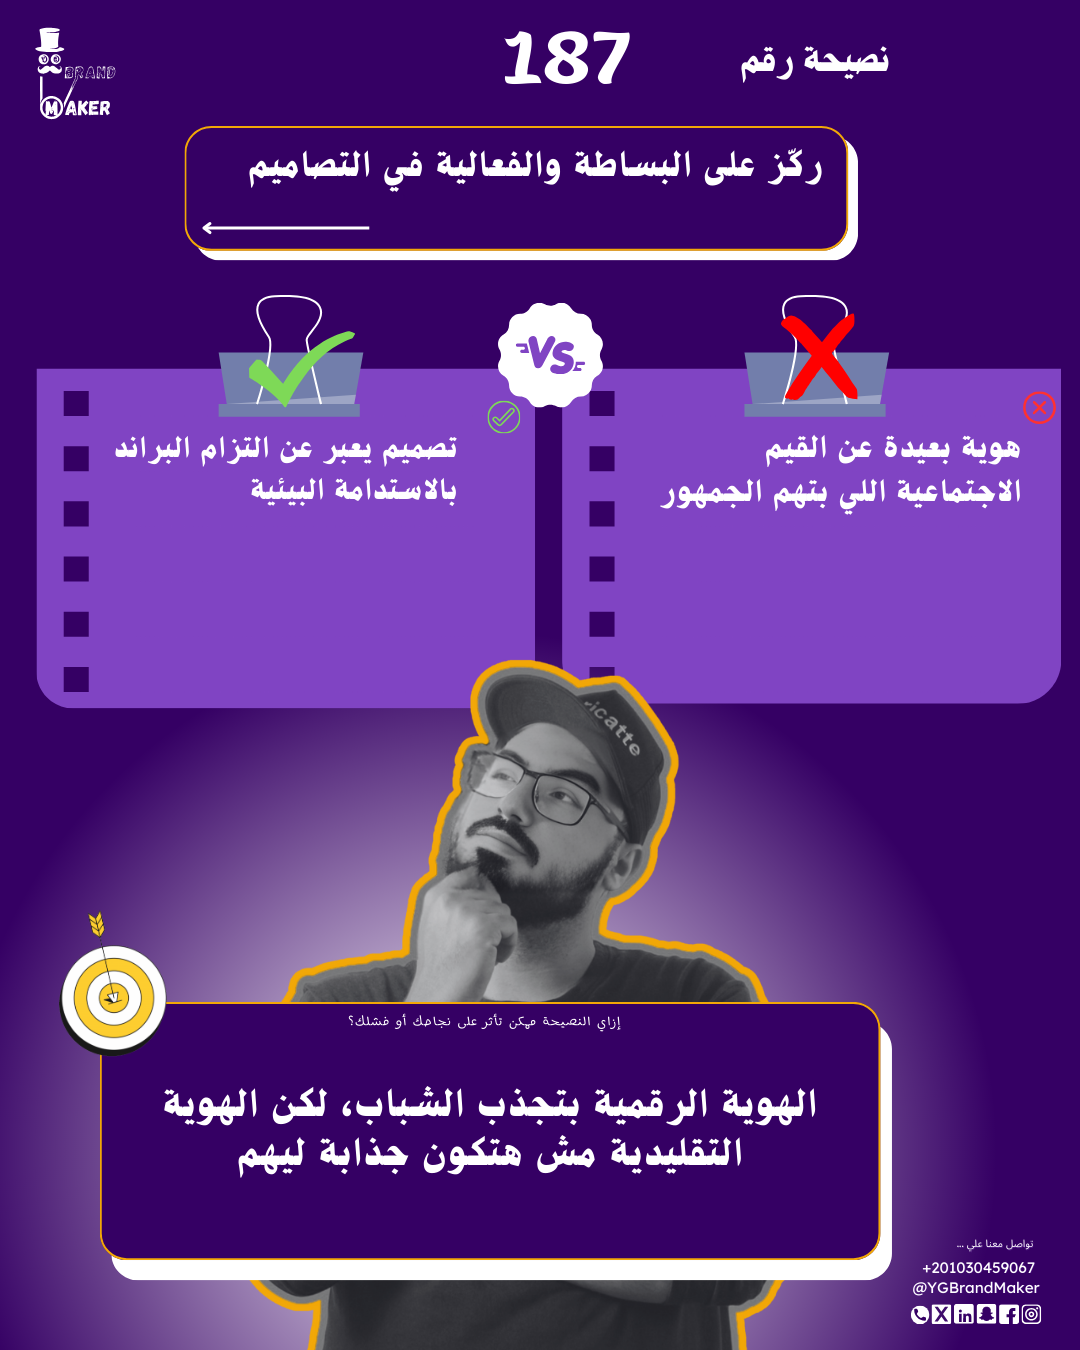 BRAND
MAKER
نصيحة رقم 187
ركّز على البساطة والفعالية في التصاميم
VS
هوية بعيدة عن القيم
الاجتماعية اللي بتهم الجمهور
تصميم يعبر عن التزام البراند
بالاستدامة البيئية
icatte
إزاي النصيحة ممكن تأثر على نجاحك أو فشلك؟
الهوية الرقمية بتجذب الشباب، لكن الهوية
التقليدية مش هتكون جذابة ليهم
تواصل معنا علي ...
+201030459067
@YGBrandMaker